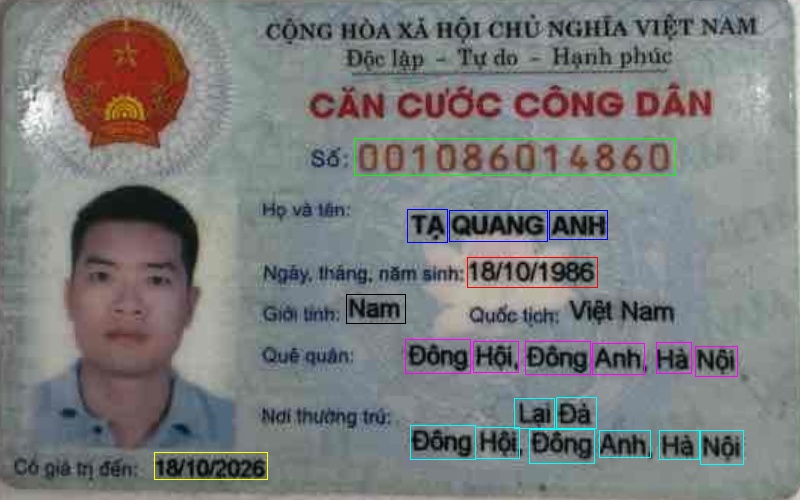 CỘNG HÒA XÃ HỘI CHỦ NGHĨA VIỆT NAM
Độc lập - Tự do - Hạnh phúc
CĂN CƯỚC CÔNG DÂN
Số: 001086014860
Họ và tên:
TẠ QUANG ANH
Ngày, tháng, năm sinh: 18/10/1986
Giới tính: Nam Quốc tịch: Việt Nam
Quê quán: Đông Hội, Đông Anh, Hà Nội
Nơi thường trú: Lại Đà
Đông Hội, Đông Anh, Hà Nội
Có giá trị đến: 18/10/2026